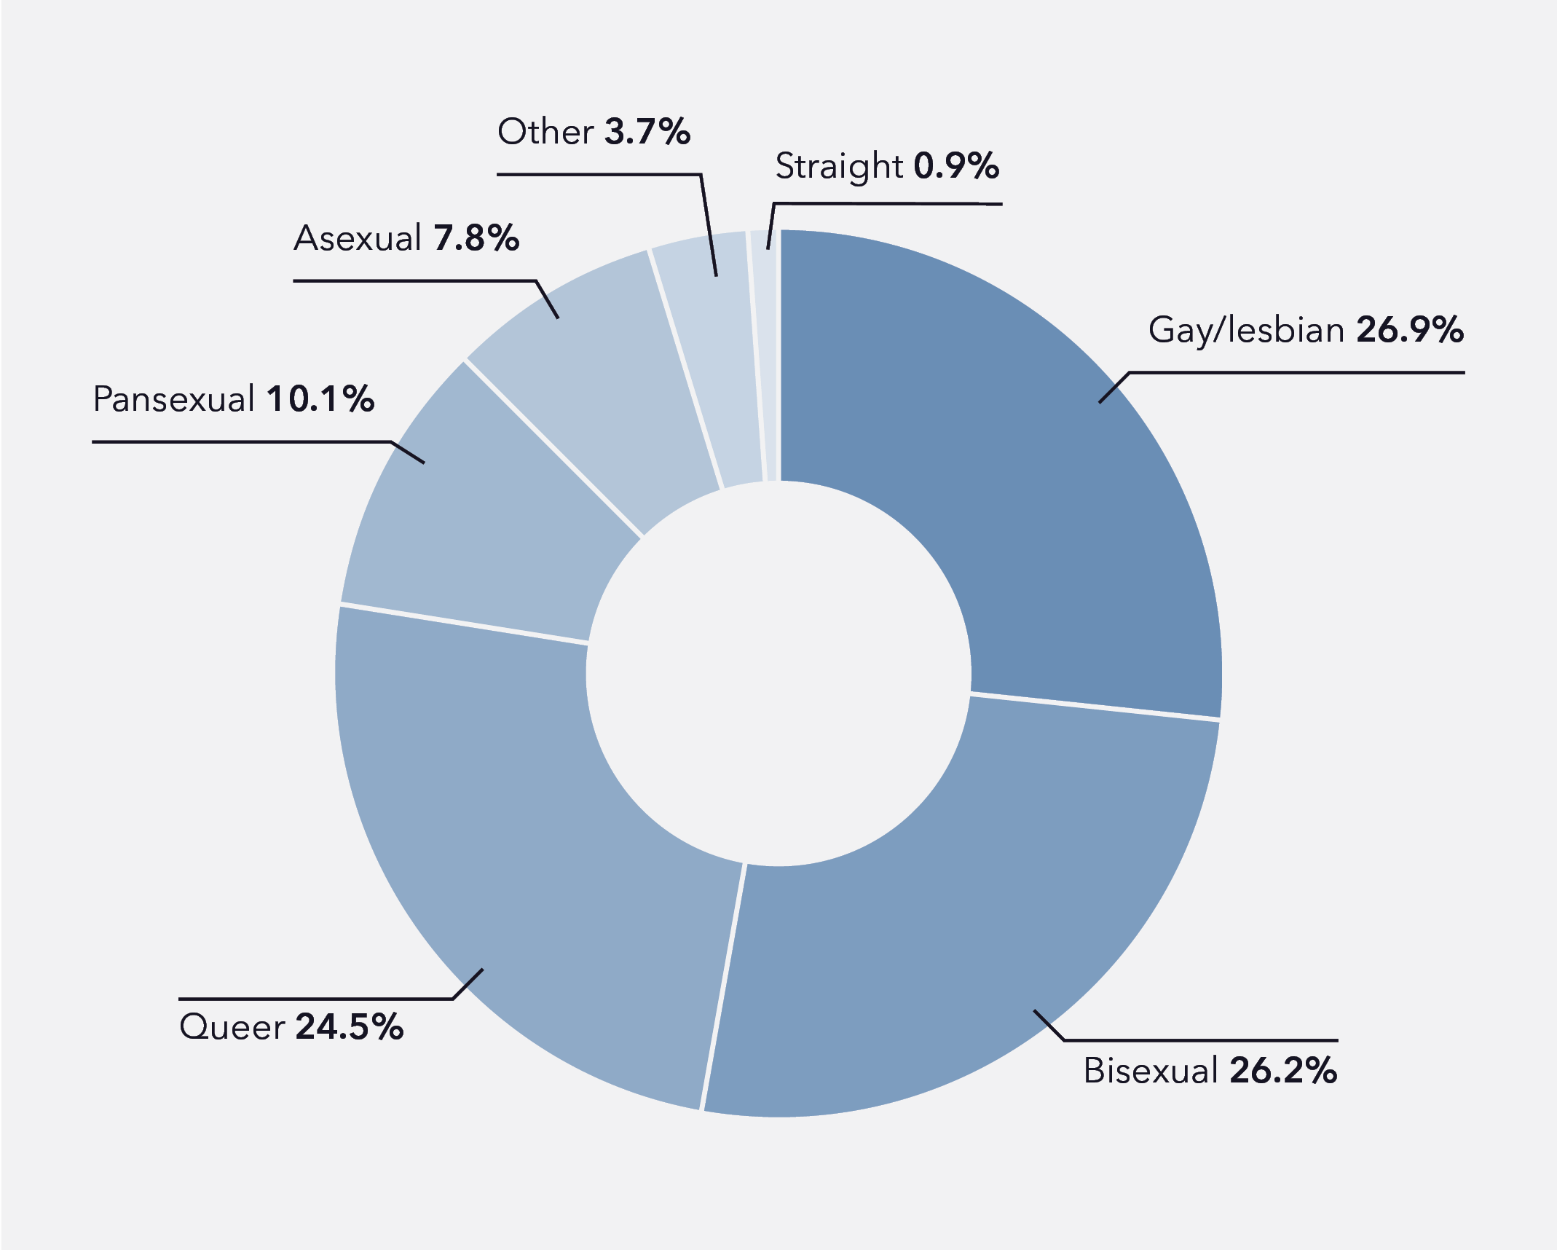 Other 3.7%
Straight 0.9%
Asexual 7.8%
Gay/lesbian 26.9%
Pansexual 10.1%
Queer 24.5%
Bisexual 26.2%